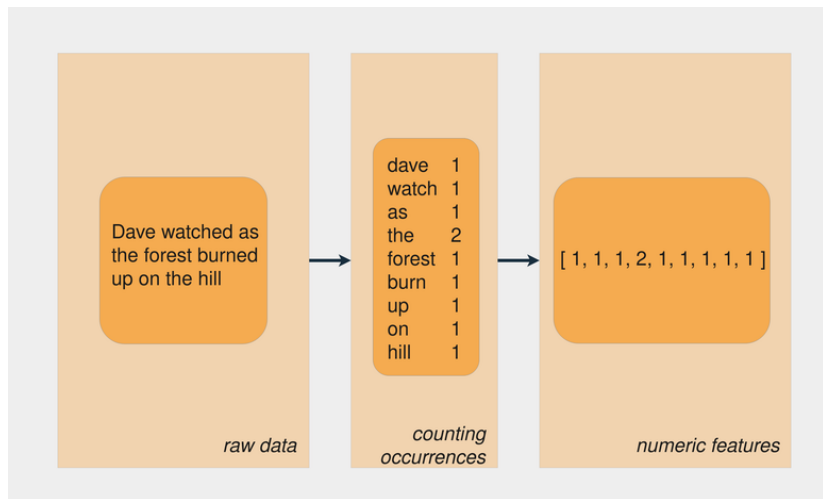 Dave watched as
the forest burned
up on the hill
raw data
dave 1
watch 1
as 1
the 2
forest 1
burn 1
up 1
on 1
hill 1
counting
occurrences
[ 1, 1, 1, 2, 1, 1, 1, 1, 1 ]
numeric features